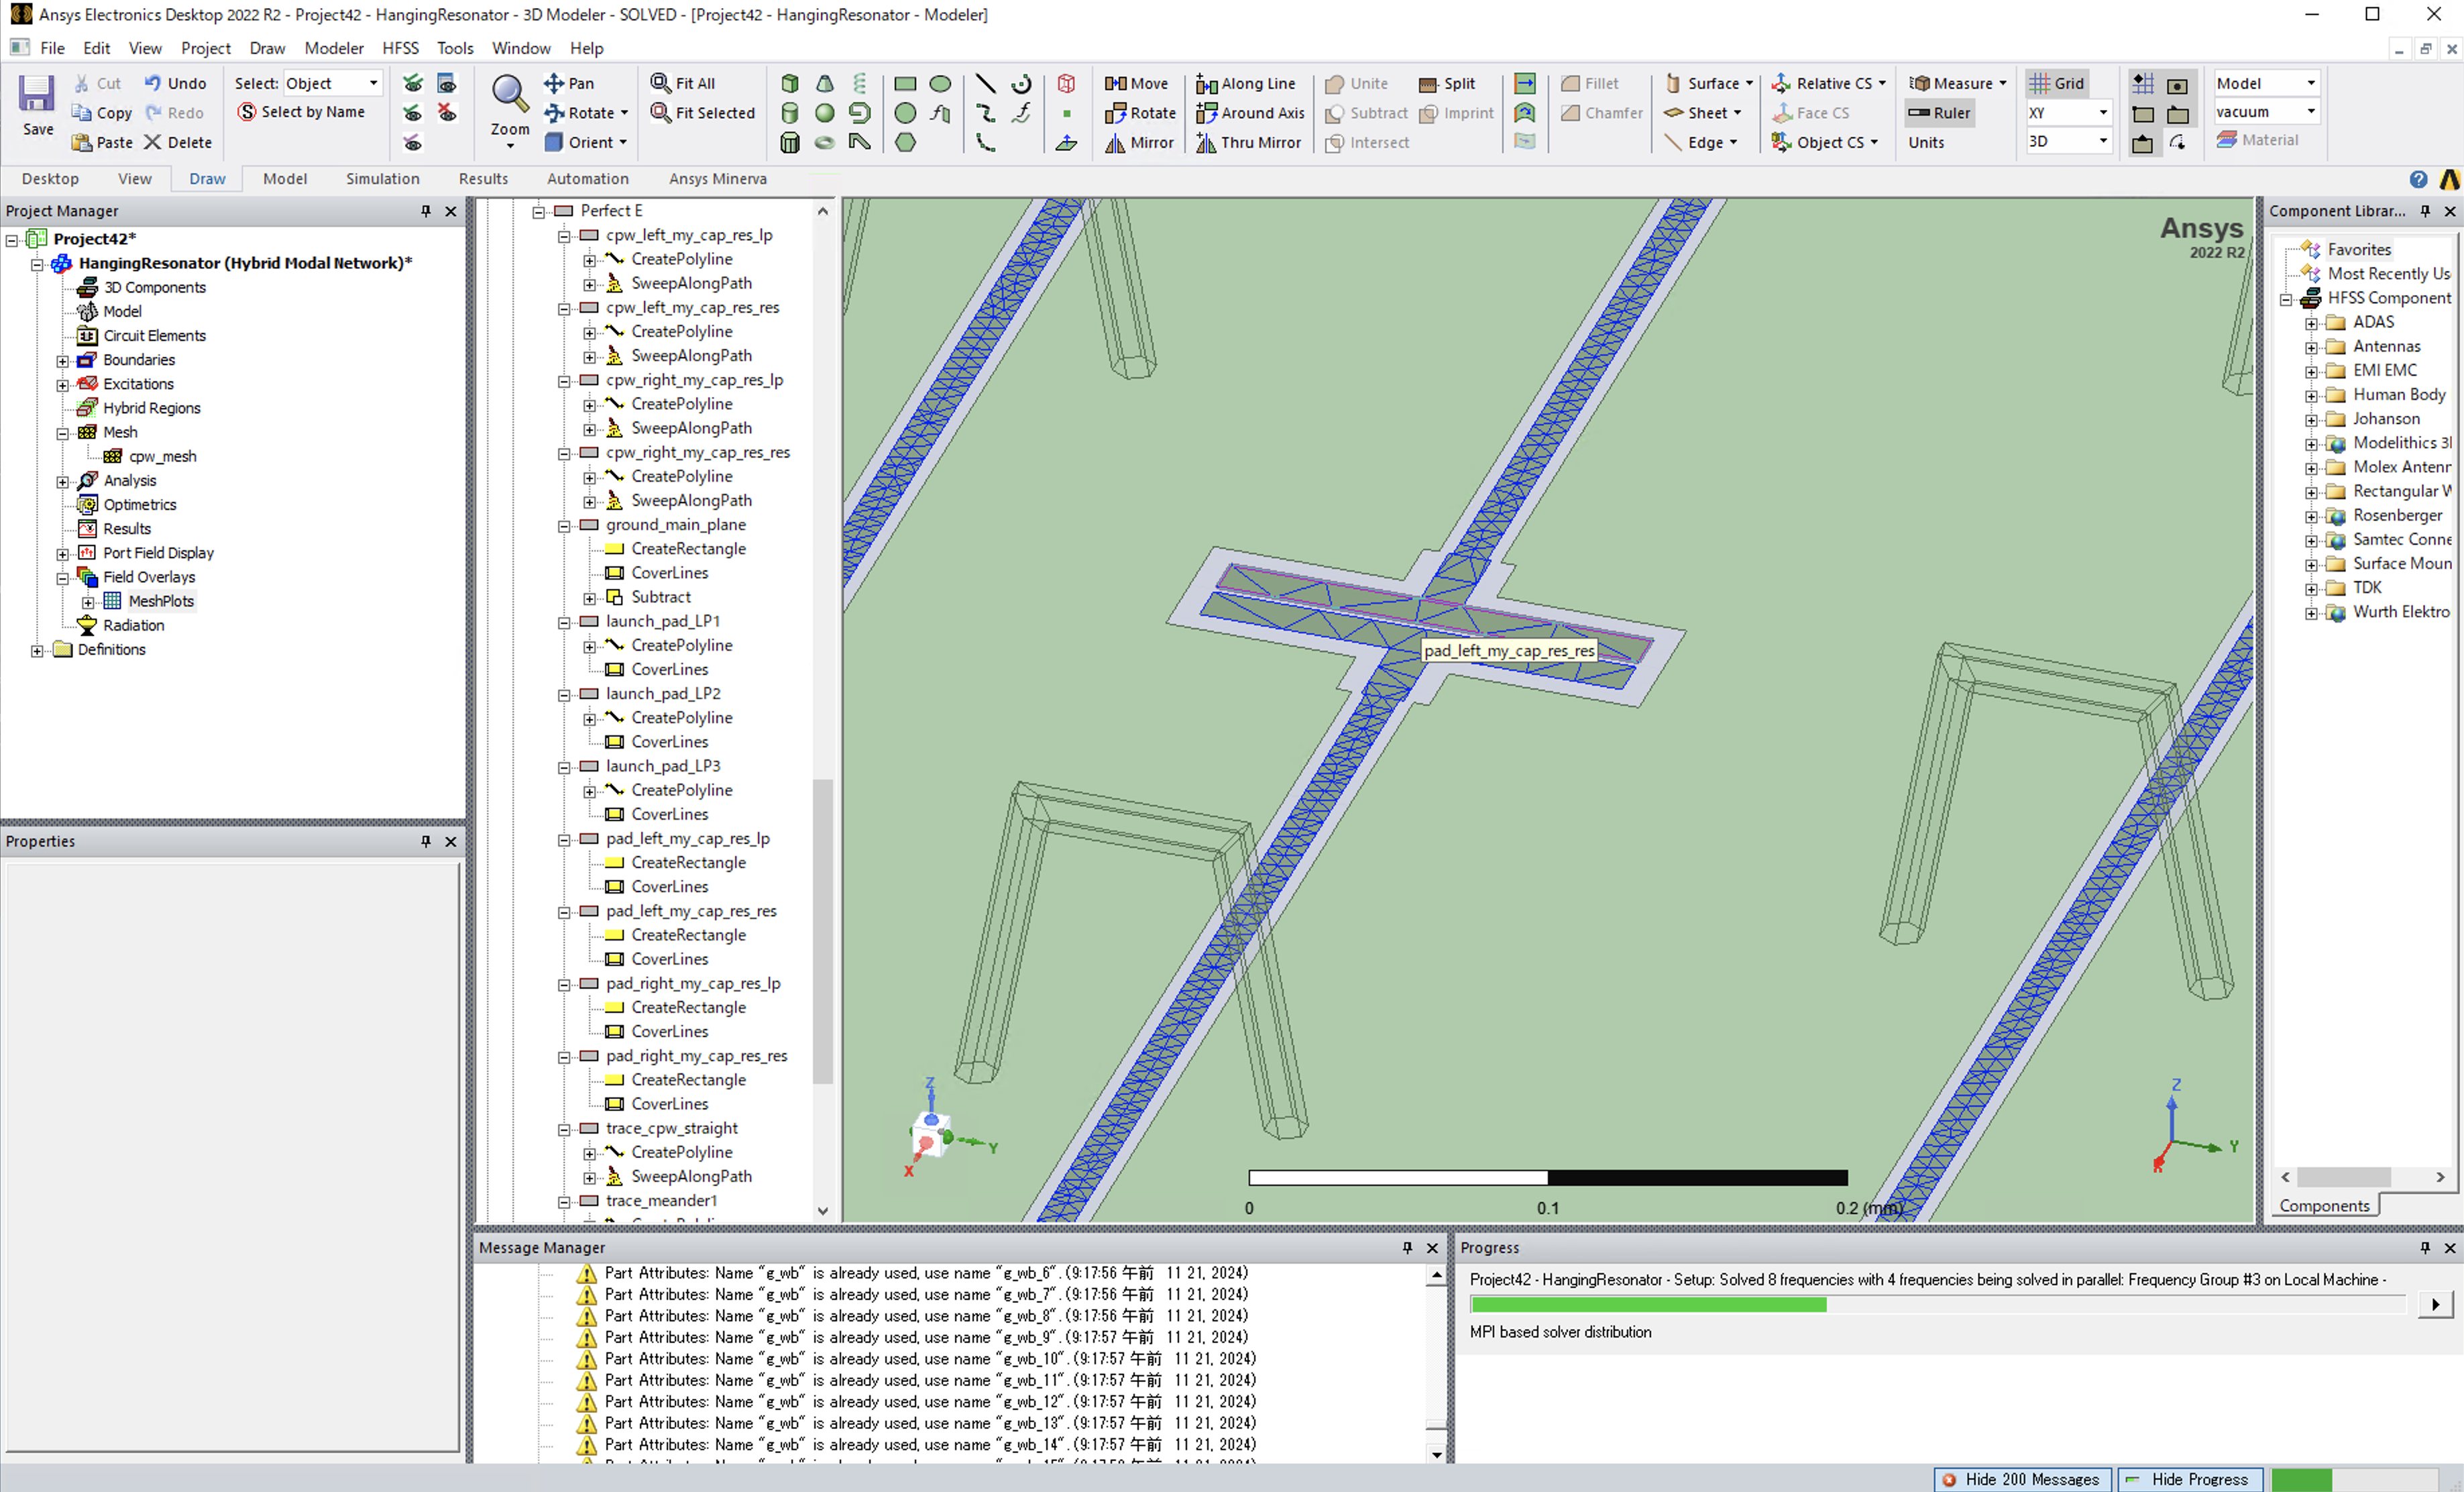 Ansys Electronics Desktop 2022 R2 - Project42 - HangingResonator - 3D Modeler - SOLVED - [Project42 - HangingResonator - Modeler]
File Edit View Project Draw Modeler HFSS Tools Window Help
Save
Cut
Copy
Paste
Undo
Redo
Delete
Select: Object
Select by Name
Zoom
Pan
Rotate
Orient
Fit All
Fit Selected
Move
Rotate
Mirror
Along Line
Around Axis
Thru Mirror
Unite
Subtract
Intersect
Split
Imprint
Fillet
Chamfer
Surface
Sheet
Edge
Relative CS
Face CS
Object CS
Measure
Ruler
Units
Grid
XY
3D
Model
vacuum
Material
Desktop View Draw Model Simulation Results Automation Ansys Minerva
Project Manager
Project42*
HangingResonator (Hybrid Modal Network)*
3D Components
Model
Circuit Elements
Boundaries
Excitations
Hybrid Regions
Mesh
cpw_mesh
Analysis
Optimetrics
Results
Port Field Display
Field Overlays
MeshPlots
Radiation
Definitions
Properties
Perfect E
cpw_left_my_cap_res_lp
CreatePolyline
SweepAlongPath
cpw_left_my_cap_res_res
CreatePolyline
SweepAlongPath
cpw_right_my_cap_res_lp
CreatePolyline
SweepAlongPath
cpw_right_my_cap_res_res
CreatePolyline
SweepAlongPath
ground_main_plane
CreateRectangle
CoverLines
Subtract
launch_pad_LP1
CreatePolyline
CoverLines
launch_pad_LP2
CreatePolyline
CoverLines
launch_pad_LP3
CreatePolyline
CoverLines
pad_left_my_cap_res_lp
CreateRectangle
CoverLines
pad_left_my_cap_res_res
CreateRectangle
CoverLines
pad_right_my_cap_res_lp
CreateRectangle
CoverLines
pad_right_my_cap_res_res
CreateRectangle
CoverLines
trace_cpw_straight
CreatePolyline
SweepAlongPath
trace_meander1
Ansys
2022 R2
pad_left_my_cap_res_res
Z
Y
X
Z
Y
X
0 0.1 0.2 (mm)
Component Librar...
Favorites
Most Recently Us
HFSS Component
ADAS
Antennas
EMI EMC
Human Body
Johanson
Modelithics 3I
Molex Antenr
Rectangular W
Rosenberger
Samtec Conne
Surface Moun
TDK
Wurth Elektro
Components
Message Manager
Part Attributes: Name "g_wb" is already used, use name "g_wb_6". (9:17:56 午前 11 21, 2024)
Part Attributes: Name "g_wb" is already used, use name "g_wb_7". (9:17:56 午前 11 21, 2024)
Part Attributes: Name "g_wb" is already used, use name "g_wb_8". (9:17:56 午前 11 21, 2024)
Part Attributes: Name "g_wb" is already used, use name "g_wb_9". (9:17:57 午前 11 21, 2024)
Part Attributes: Name "g_wb" is already used, use name "g_wb_10". (9:17:57 午前 11 21, 2024)
Part Attributes: Name "g_wb" is already used, use name "g_wb_11". (9:17:57 午前 11 21, 2024)
Part Attributes: Name "g_wb" is already used, use name "g_wb_12". (9:17:57 午前 11 21, 2024)
Part Attributes: Name "g_wb" is already used, use name "g_wb_13". (9:17:57 午前 11 21, 2024)
Part Attributes: Name "g_wb" is already used, use name "g_wb_14". (9:17:57 午前 11 21, 2024)
Progress
Project42 - HangingResonator - Setup: Solved 8 frequencies with 4 frequencies being solved in parallel: Frequency Group #3 on Local Machine -
MPI based solver distribution
Hide 200 Messages
Hide Progress